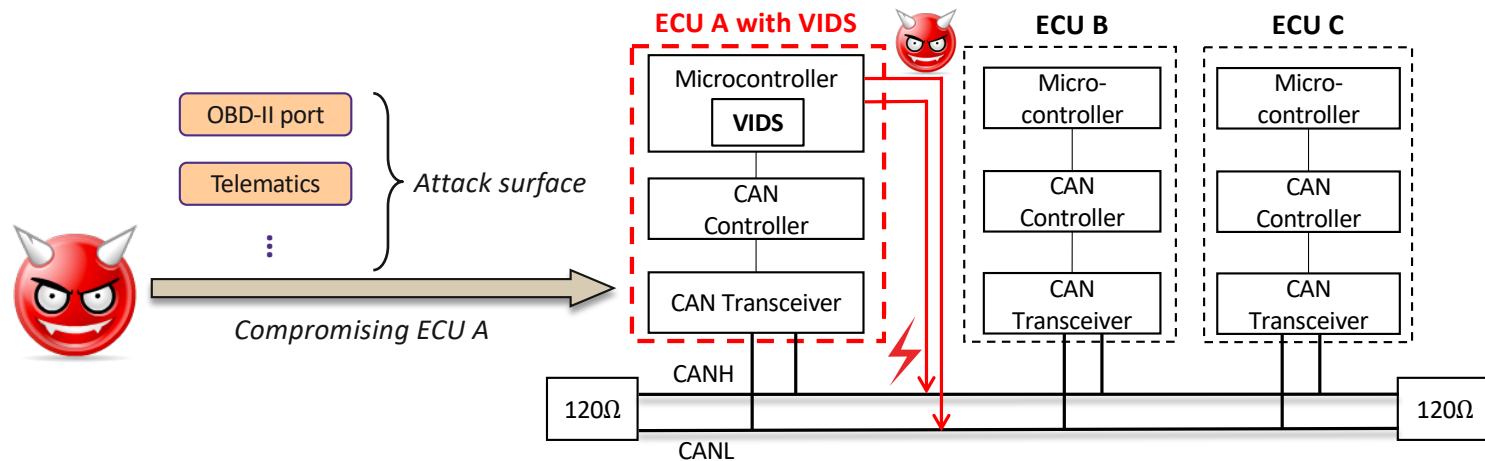 ECU A with VIDS
ECU B
ECU C
OBD-II port
Telematics
Attack surface
Compromising ECU A
Microcontroller
VIDS
CAN
Controller
CAN Transceiver
Micro-
controller
CAN
Controller
CAN
Transceiver
Micro-
controller
CAN
Controller
CAN
Transceiver
CANH
120Ω
120Ω
CANL